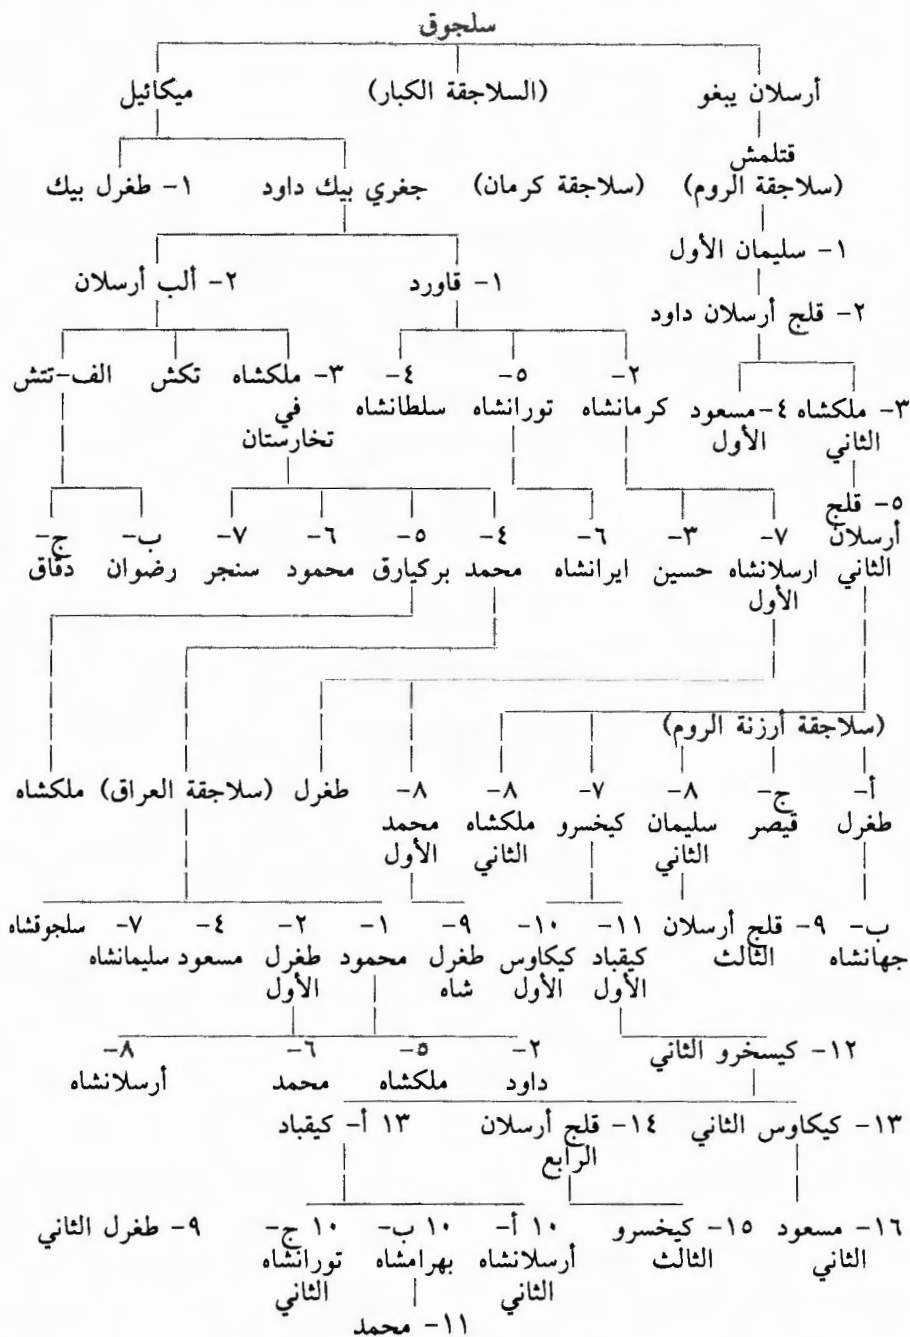 سلجوق
أرسلان يبغو (السلاجقة الكبار) ميكائيل
قتلمش
(سلاجقة الروم) (سلاجقة كرمان) جغري بيك داود ١- طغرل بيك
١- سليمان الأول
١- قاورد ٢- ألب أرسلان
٢- قلج أرسلان داود
٢- ٥- ٤- ٣- ملكشاه تكش الف-تتش
كرمانشاه تورانشاه سلطانشاه في
٣- ملكشاه ٤-مسعود تخارستان
الثاني الأول
٥- قلج
أرسلان ٧- ٣- ٦- ٤- ٥- ٦- ٧- ب- ج-
الثاني ارسلانشاه حسين ايرانشاه محمد بركيارق محمود سنجر رضوان دقاق
الأول
(سلاجقة أرزنة الروم)
أ- ج- ٨- ٧- ٨- ٨- طغرل (سلاجقة العراق) ملكشاه
طغرل قيصر سليمان كيخسرو ملكشاه محمد
الثاني الثاني الأول
ب- ٩- قلج أرسلان ١١- ١٠- ٩- ١- ٢- ٤- ٧- سلجوقشاه
جهانشاه الثالث كيقباد كيكاوس طغرل محمود طغرل مسعود سليمانشاه
الأول الأول شاه الأول
١٢- كيسخرو الثاني ٢- ٥- ٦- ٨-
داود ملكشاه محمد أرسلانشاه
١٣- كيكاوس الثاني ١٤- قلج أرسلان ١٣ أ- كيقباد
الرابع
١٦- مسعود ١٥- كيخسرو ١٠ أ- ١٠ ب- ١٠ ج- ٩- طغرل الثاني
الثاني الثالث أرسلانشاه بهرامشاه تورانشاه
الثاني الثاني
١١- محمد